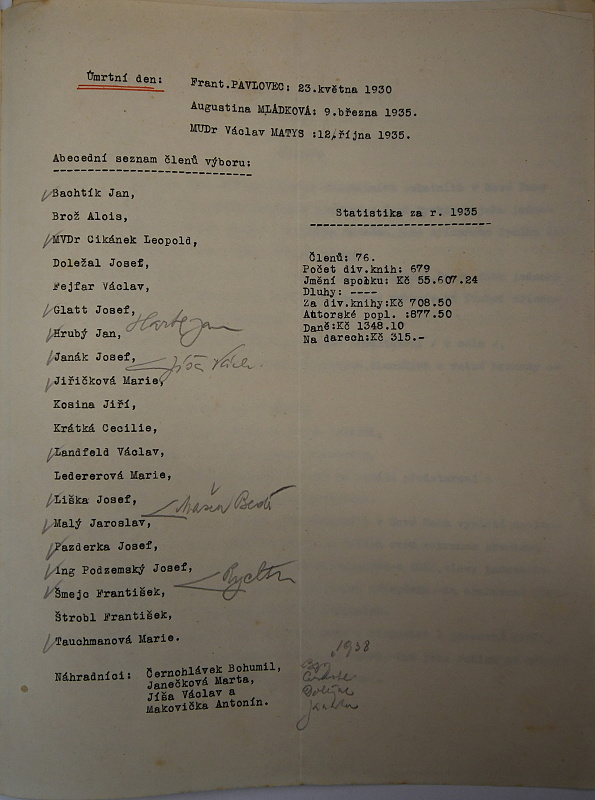 Úmrtní den:
Frant.PAVLOVEC: 23.května 1930
Augustina MLÁDKOVÁ: 9.března 1935.
MUDr Václav MATYS :12.října 1935.
Abecední seznam členů výboru:
Bachtík Jan,
Brož Alois,
MVDr Cikánek Leopold,
Doležal Josef,
Fejfar Václav,
Glatt Josef,
Hrubý Jan,
Janák Josef,
Jiřičková Marie,
Kosina Jiří,
Krátká Cecilie,
Landfeld Václav,
Ledererová Marie,
Liška Josef,
Malý Jaroslav,
Pazderka Josef,
ing Podzemský Josef,
Šmejc František,
Štrobl František,
Tauchmanová Marie.
Náhradníci: Černohlávek Bohumil,
Janečková Marta,
Jíša Václav a
Makovička Antonín.
Statistika za r. 1935
Členů: 76.
Počet div.knih: 679
Jmění spolku: Kč 55.607.24
Dluhy: ----
Za div.knihy:Kč 708.50
Autorské popl. :877.50
Daně:Kč 1348.10
Na darech:Kč 315.-
1938